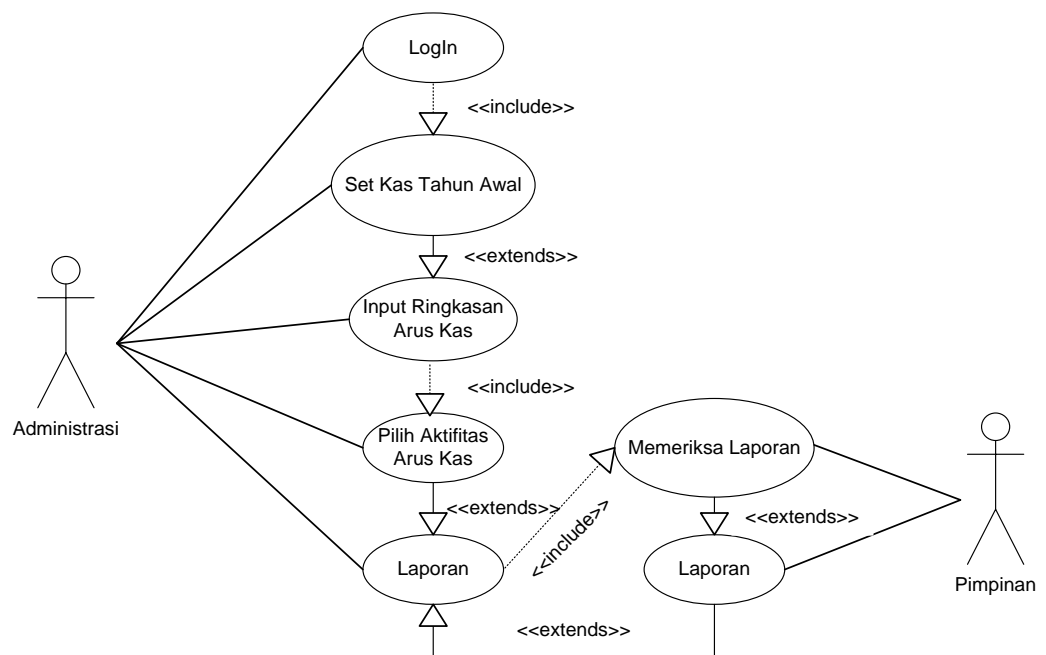 LogIn
<<include>>
Set Kas Tahun Awal
<<extends>>
Input Ringkasan
Arus Kas
<<include>>
Administrasi
Pilih Aktifitas
Arus Kas
Memeriksa Laporan
<<extends>>
<<include>>
<<extends>>
Laporan
Laporan
Pimpinan
<<extends>>